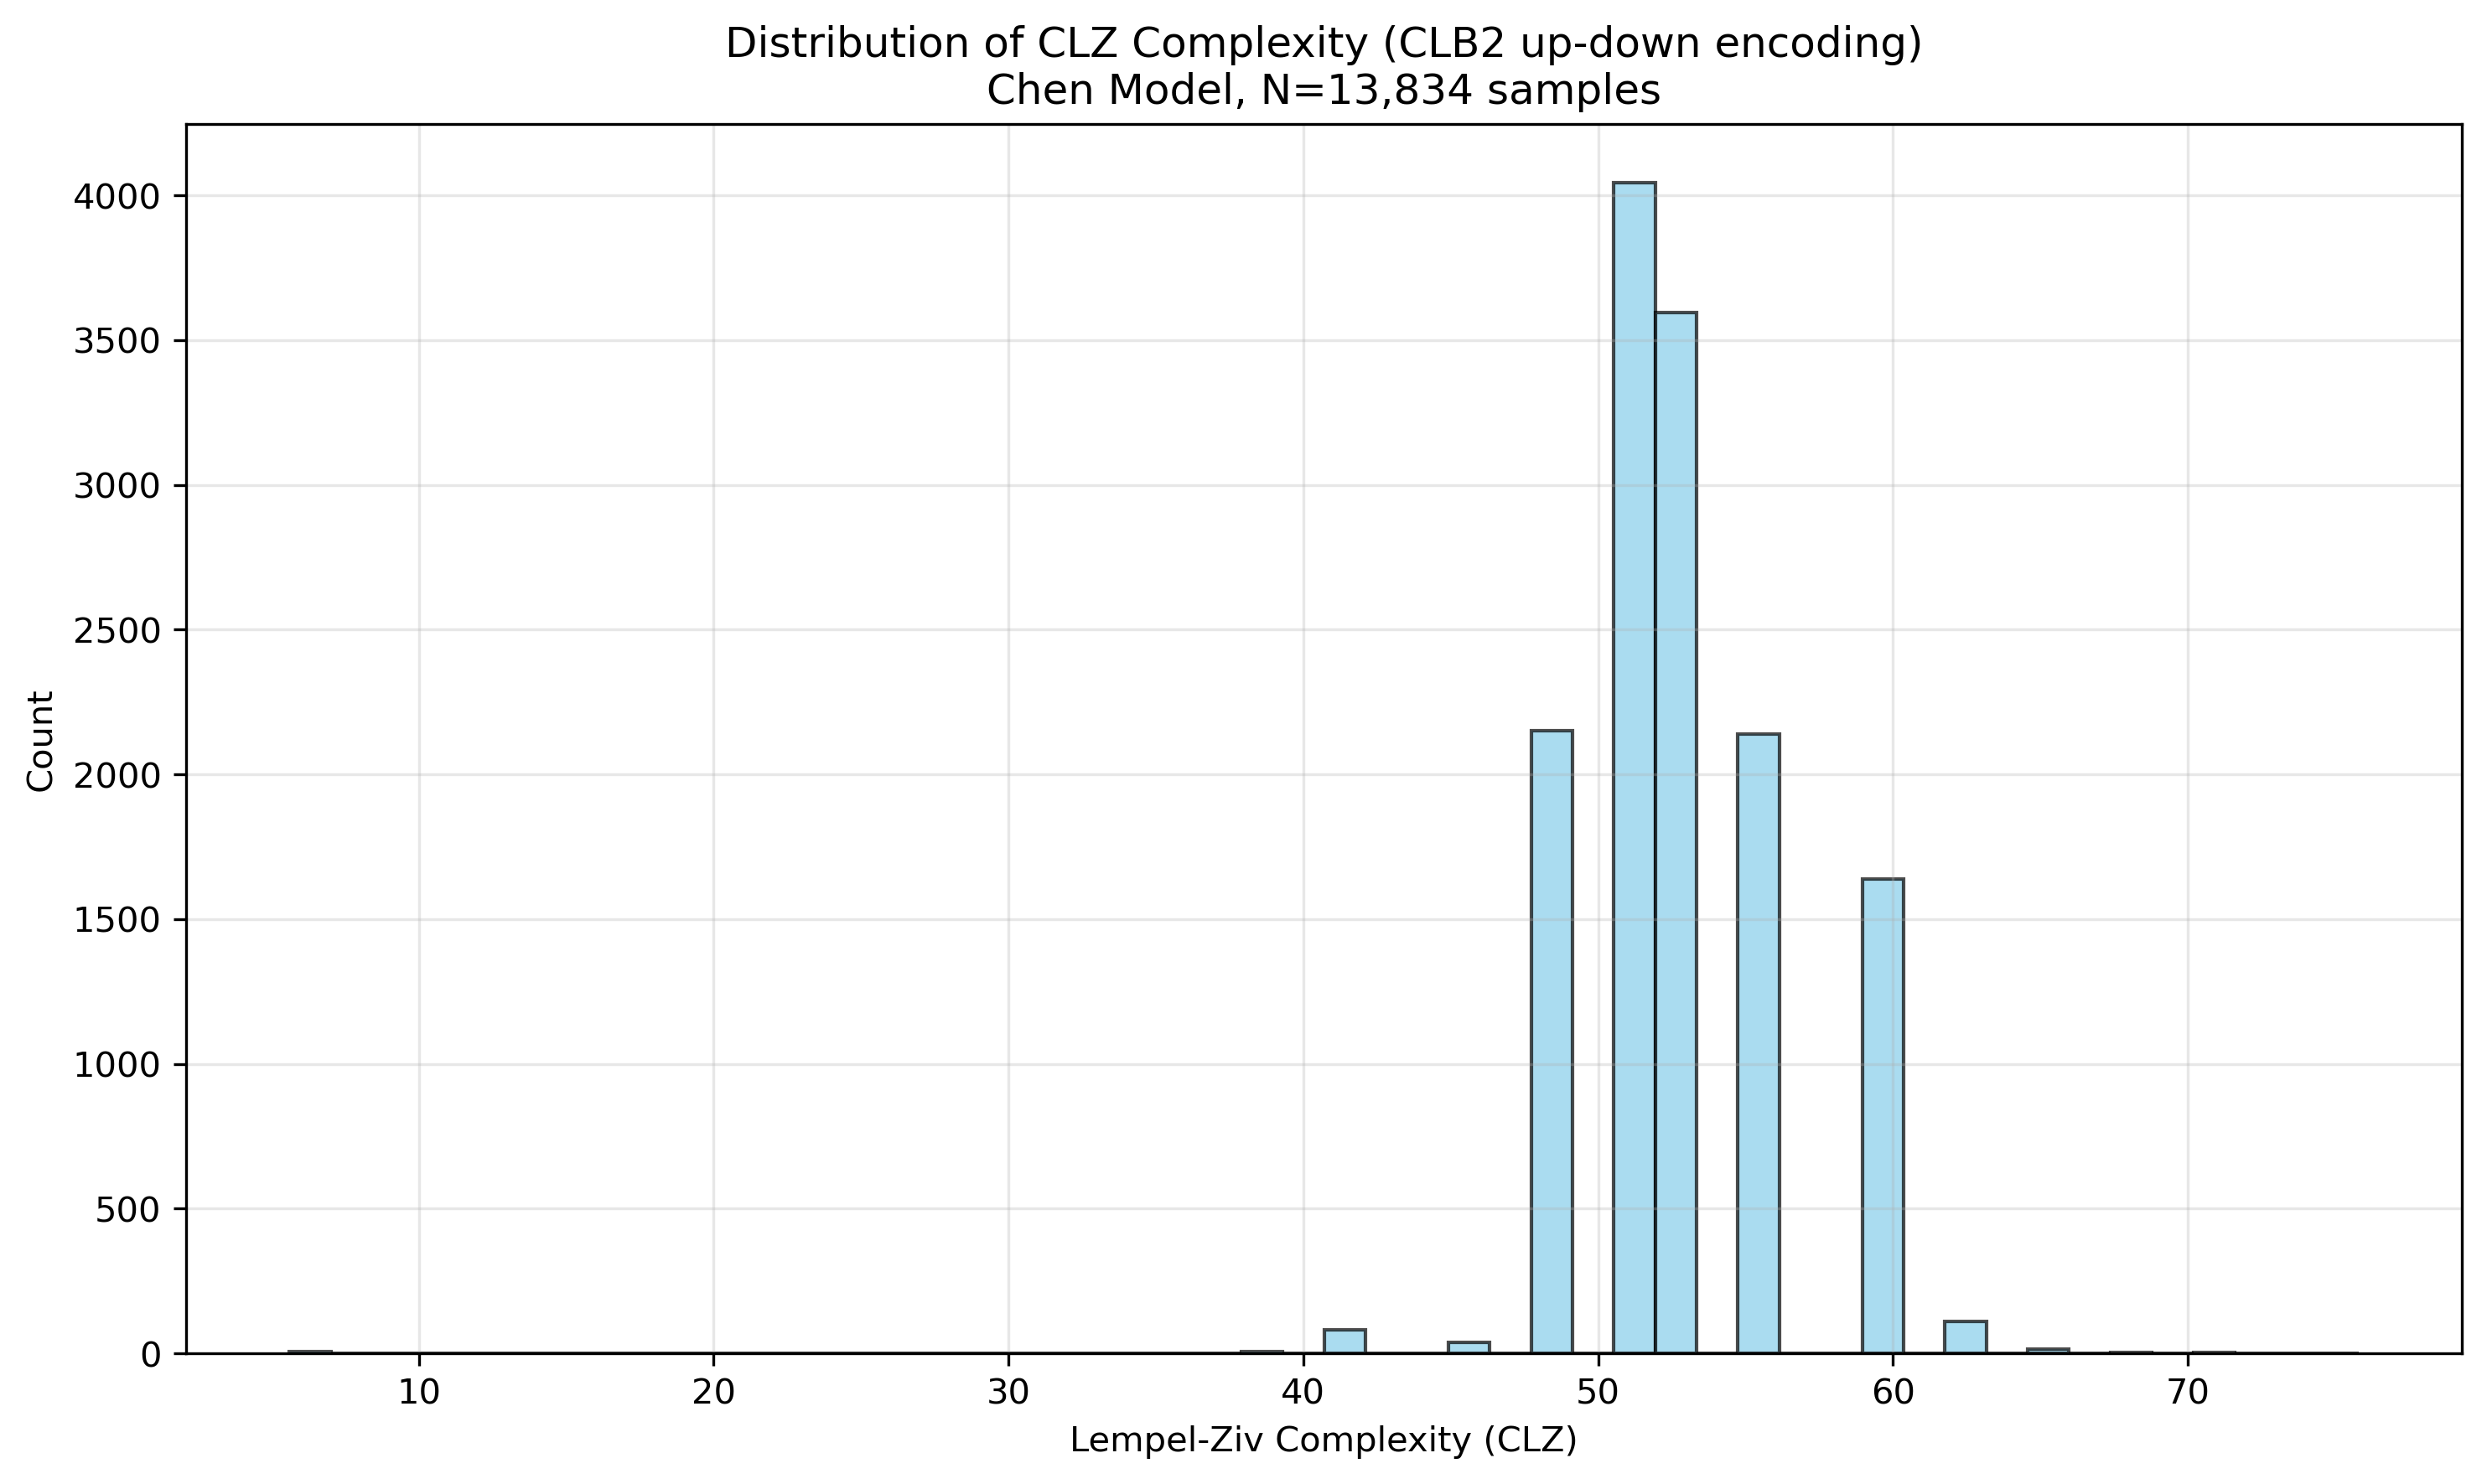 Distribution of CLZ Complexity (CLB2 up-down encoding)
Chen Model, N=13,834 samples
4000
3500
3000
2500
2000
1500
1000
500
0
Count
10 20 30 40 50 60 70
Lempel-Ziv Complexity (CLZ)